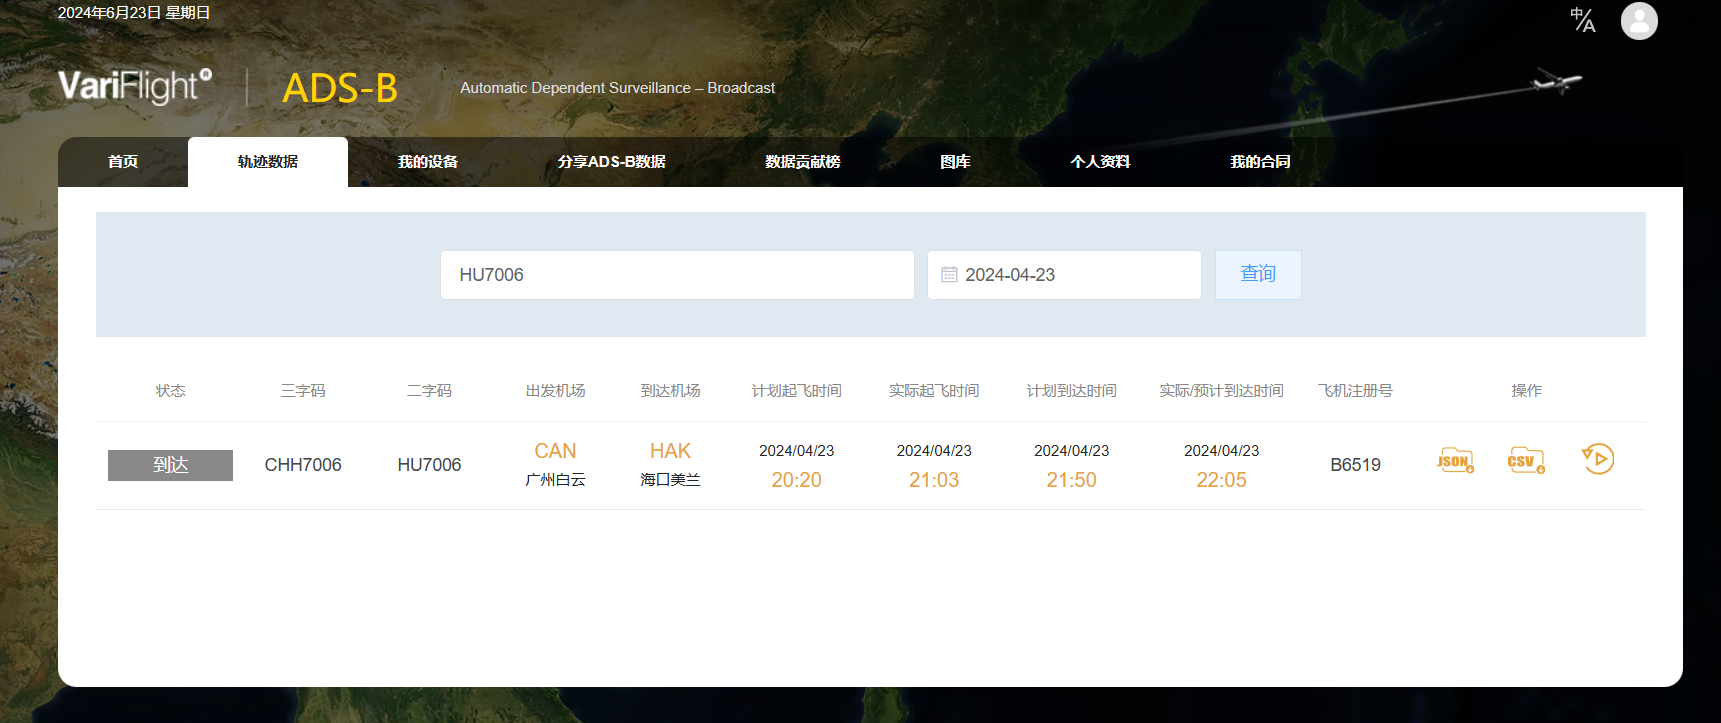 2024年6月23日 星期日
中/A
VariFlight® ADS-B Automatic Dependent Surveillance – Broadcast
首页 轨迹数据 我的设备 分享ADS-B数据 数据贡献榜 图库 个人资料 我的合同
HU7006 2024-04-23 查询
状态 三字码 二字码 出发机场 到达机场 计划起飞时间 实际起飞时间 计划到达时间 实际/预计到达时间 飞机注册号 操作
CAN HAK 2024/04/23 2024/04/23 2024/04/23 2024/04/23
到达 CHH7006 HU7006 B6519 JSON CSV
广州白云 海口美兰 20:20 21:03 21:50 22:05